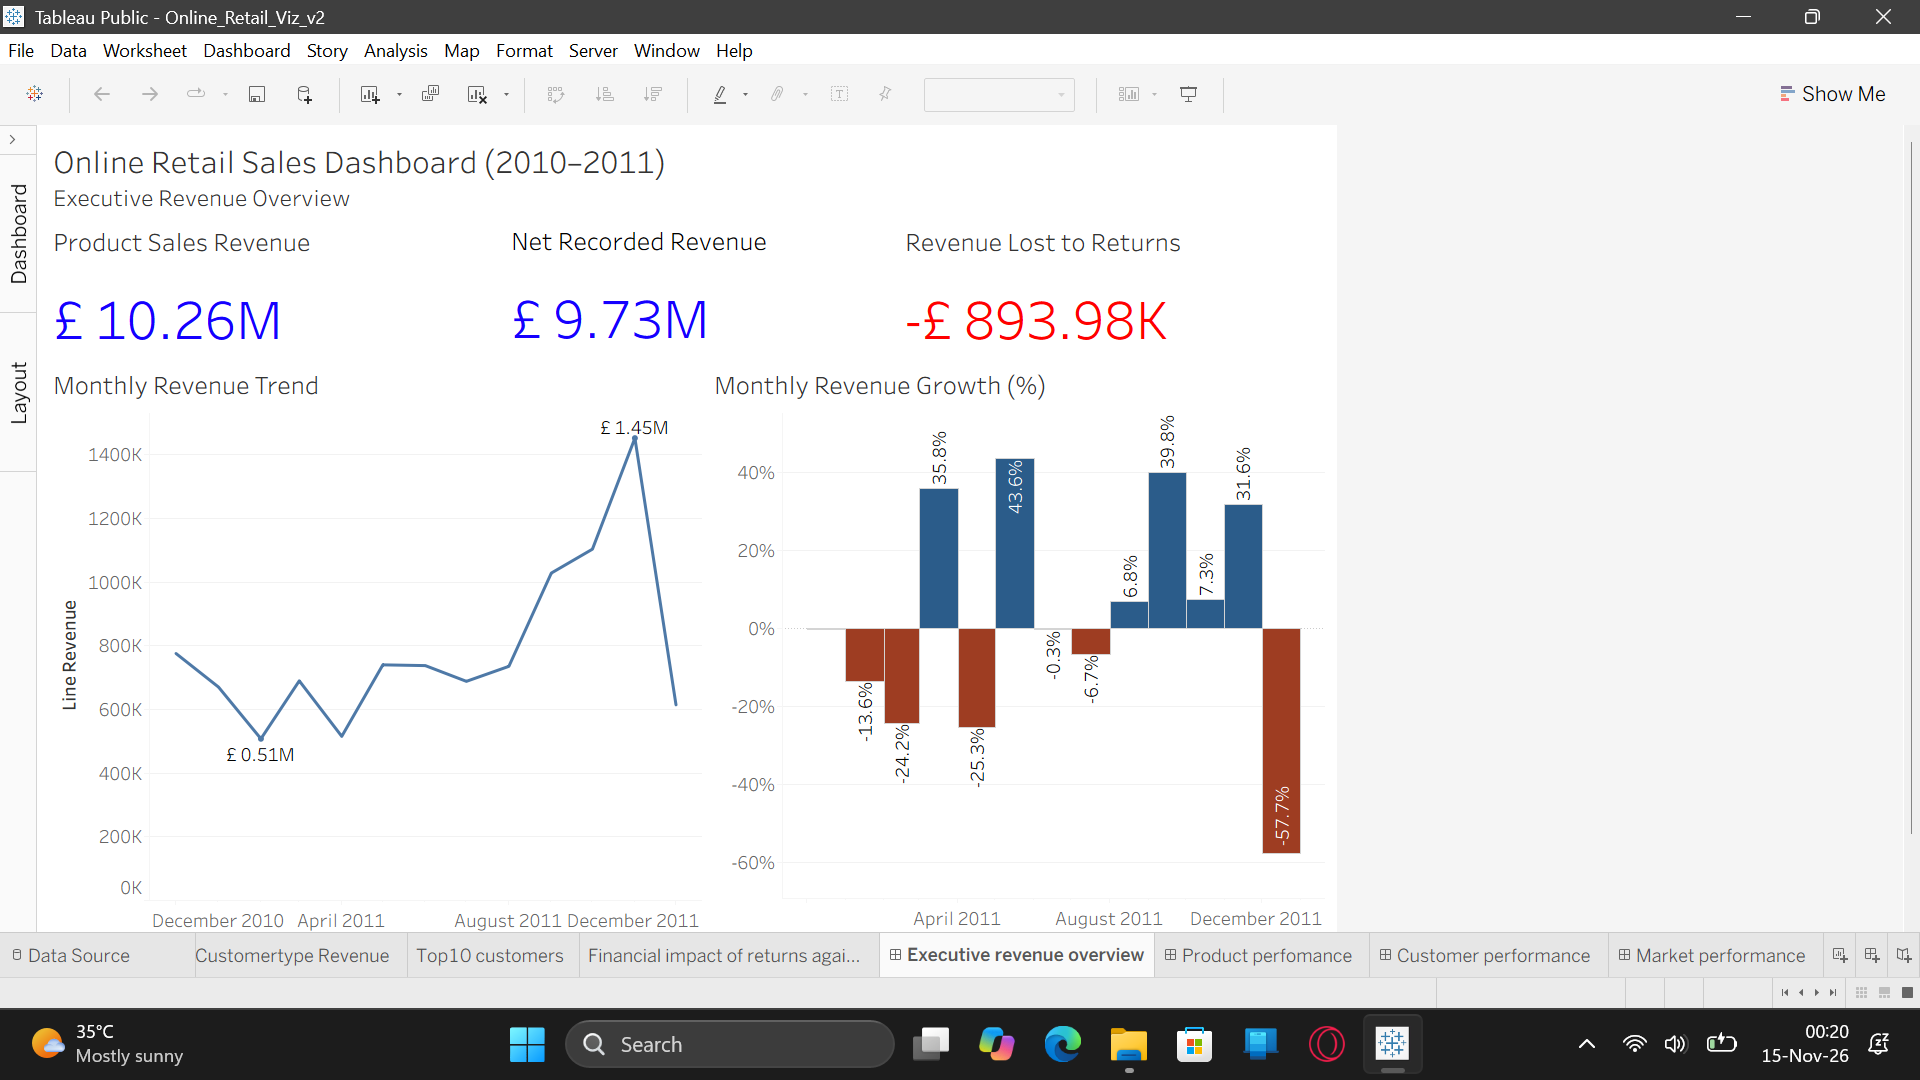 Tableau Public - Online_Retail_Viz_v2
File Data Worksheet Dashboard Story Analysis Map Format Server Window Help
Show Me
Dashboard
Layout
Online Retail Sales Dashboard (2010–2011)
Executive Revenue Overview
Product Sales Revenue
£ 10.26M
Net Recorded Revenue
£ 9.73M
Revenue Lost to Returns
-£ 893.98K
Monthly Revenue Trend
Line Revenue
1400K
1200K
1000K
800K
600K
400K
200K
0K
£ 1.45M
£ 0.51M
December 2010 April 2011 August 2011 December 2011
Monthly Revenue Growth (%)
40%
20%
0%
-20%
-40%
-60%
-13.6%
-24.2%
35.8%
-25.3%
43.6%
-0.3%
-6.7%
6.8%
39.8%
7.3%
31.6%
-57.7%
April 2011 August 2011 December 2011
Data Source Customertype Revenue Top10 customers Financial impact of returns agai... Executive revenue overview Product perfomance Customer performance Market performance
35°C
Mostly sunny
Search
00:20
15-Nov-26